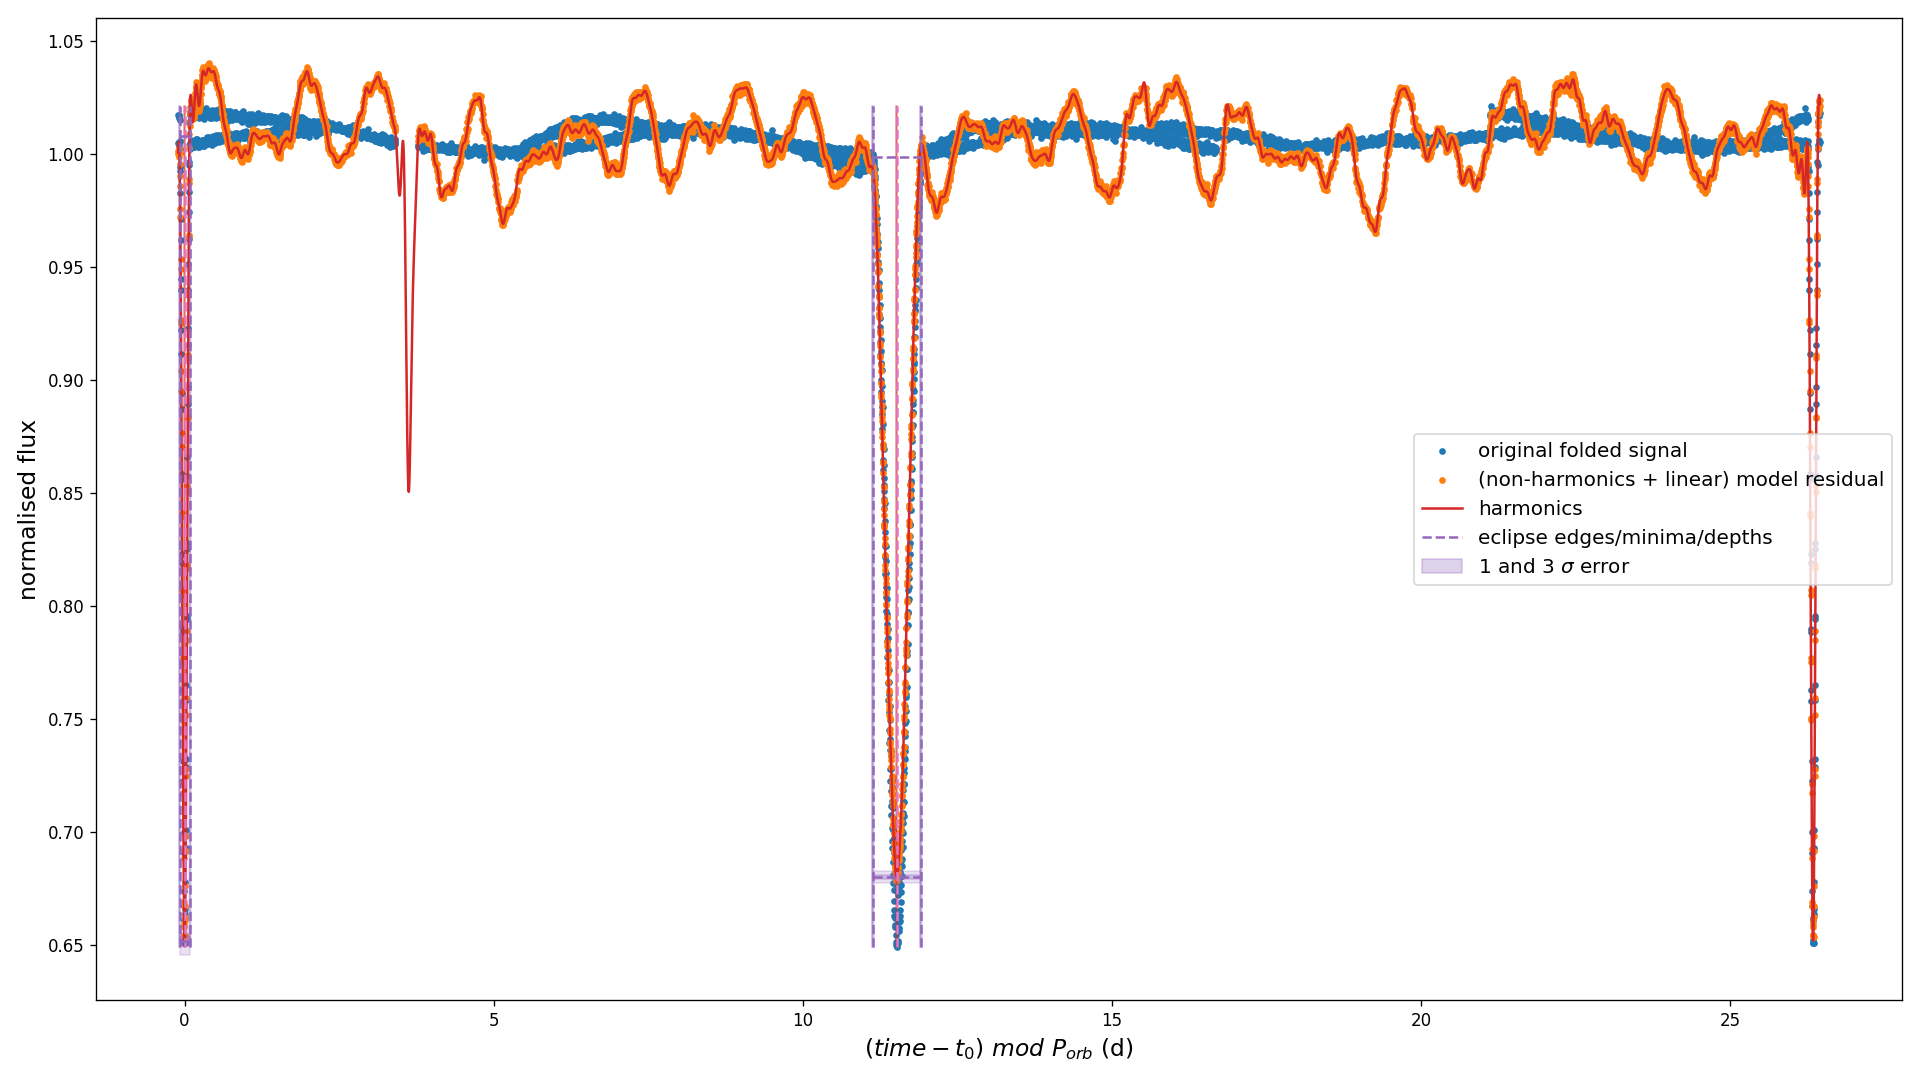 1.05
1.00
0.95
0.90
0.85
0.80
0.75
0.70
0.65
normalised flux
original folded signal
(non-harmonics + linear) model residual
harmonics
eclipse edges/minima/depths
1 and 3 σ error
0 5 10 15 20 25
(time − t₀) mod P_orb (d)